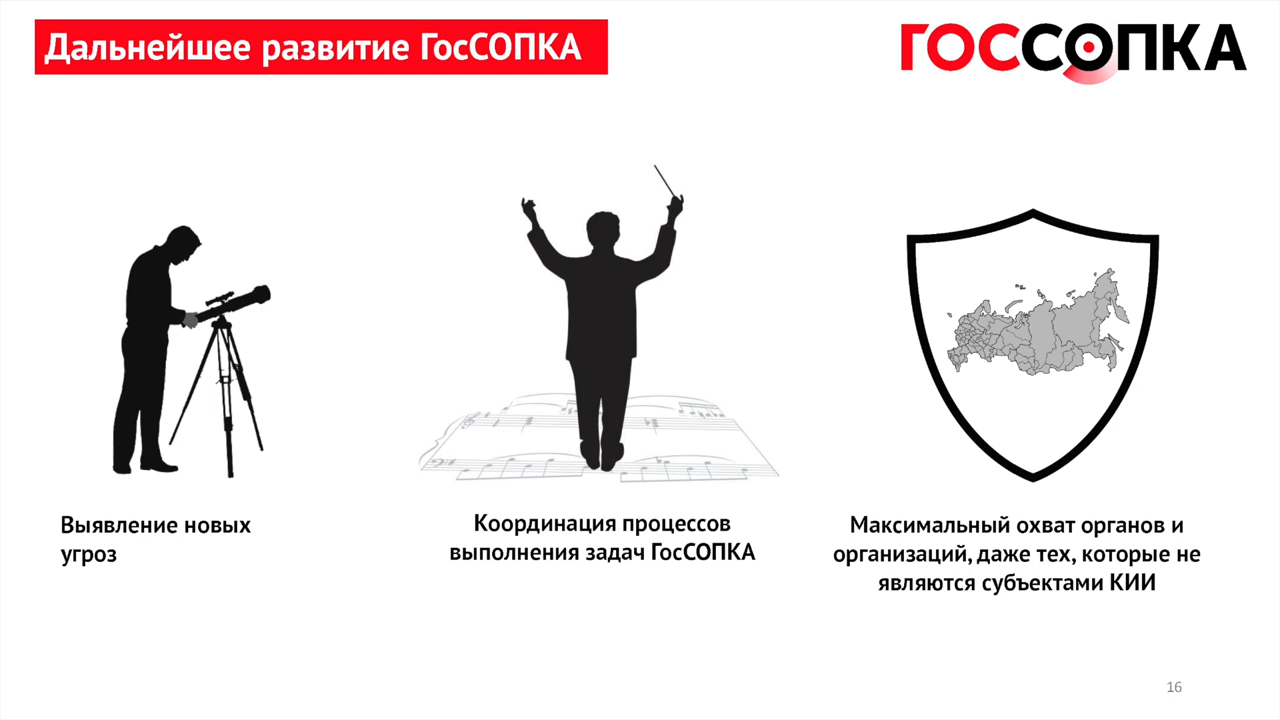 Дальнейшее развитие ГосСОПКА
ГОССОПКА
Выявление новых
угроз
Координация процессов
выполнения задач ГосСОПКА
Максимальный охват органов и
организаций, даже тех, которые не
являются субъектами КИИ
16